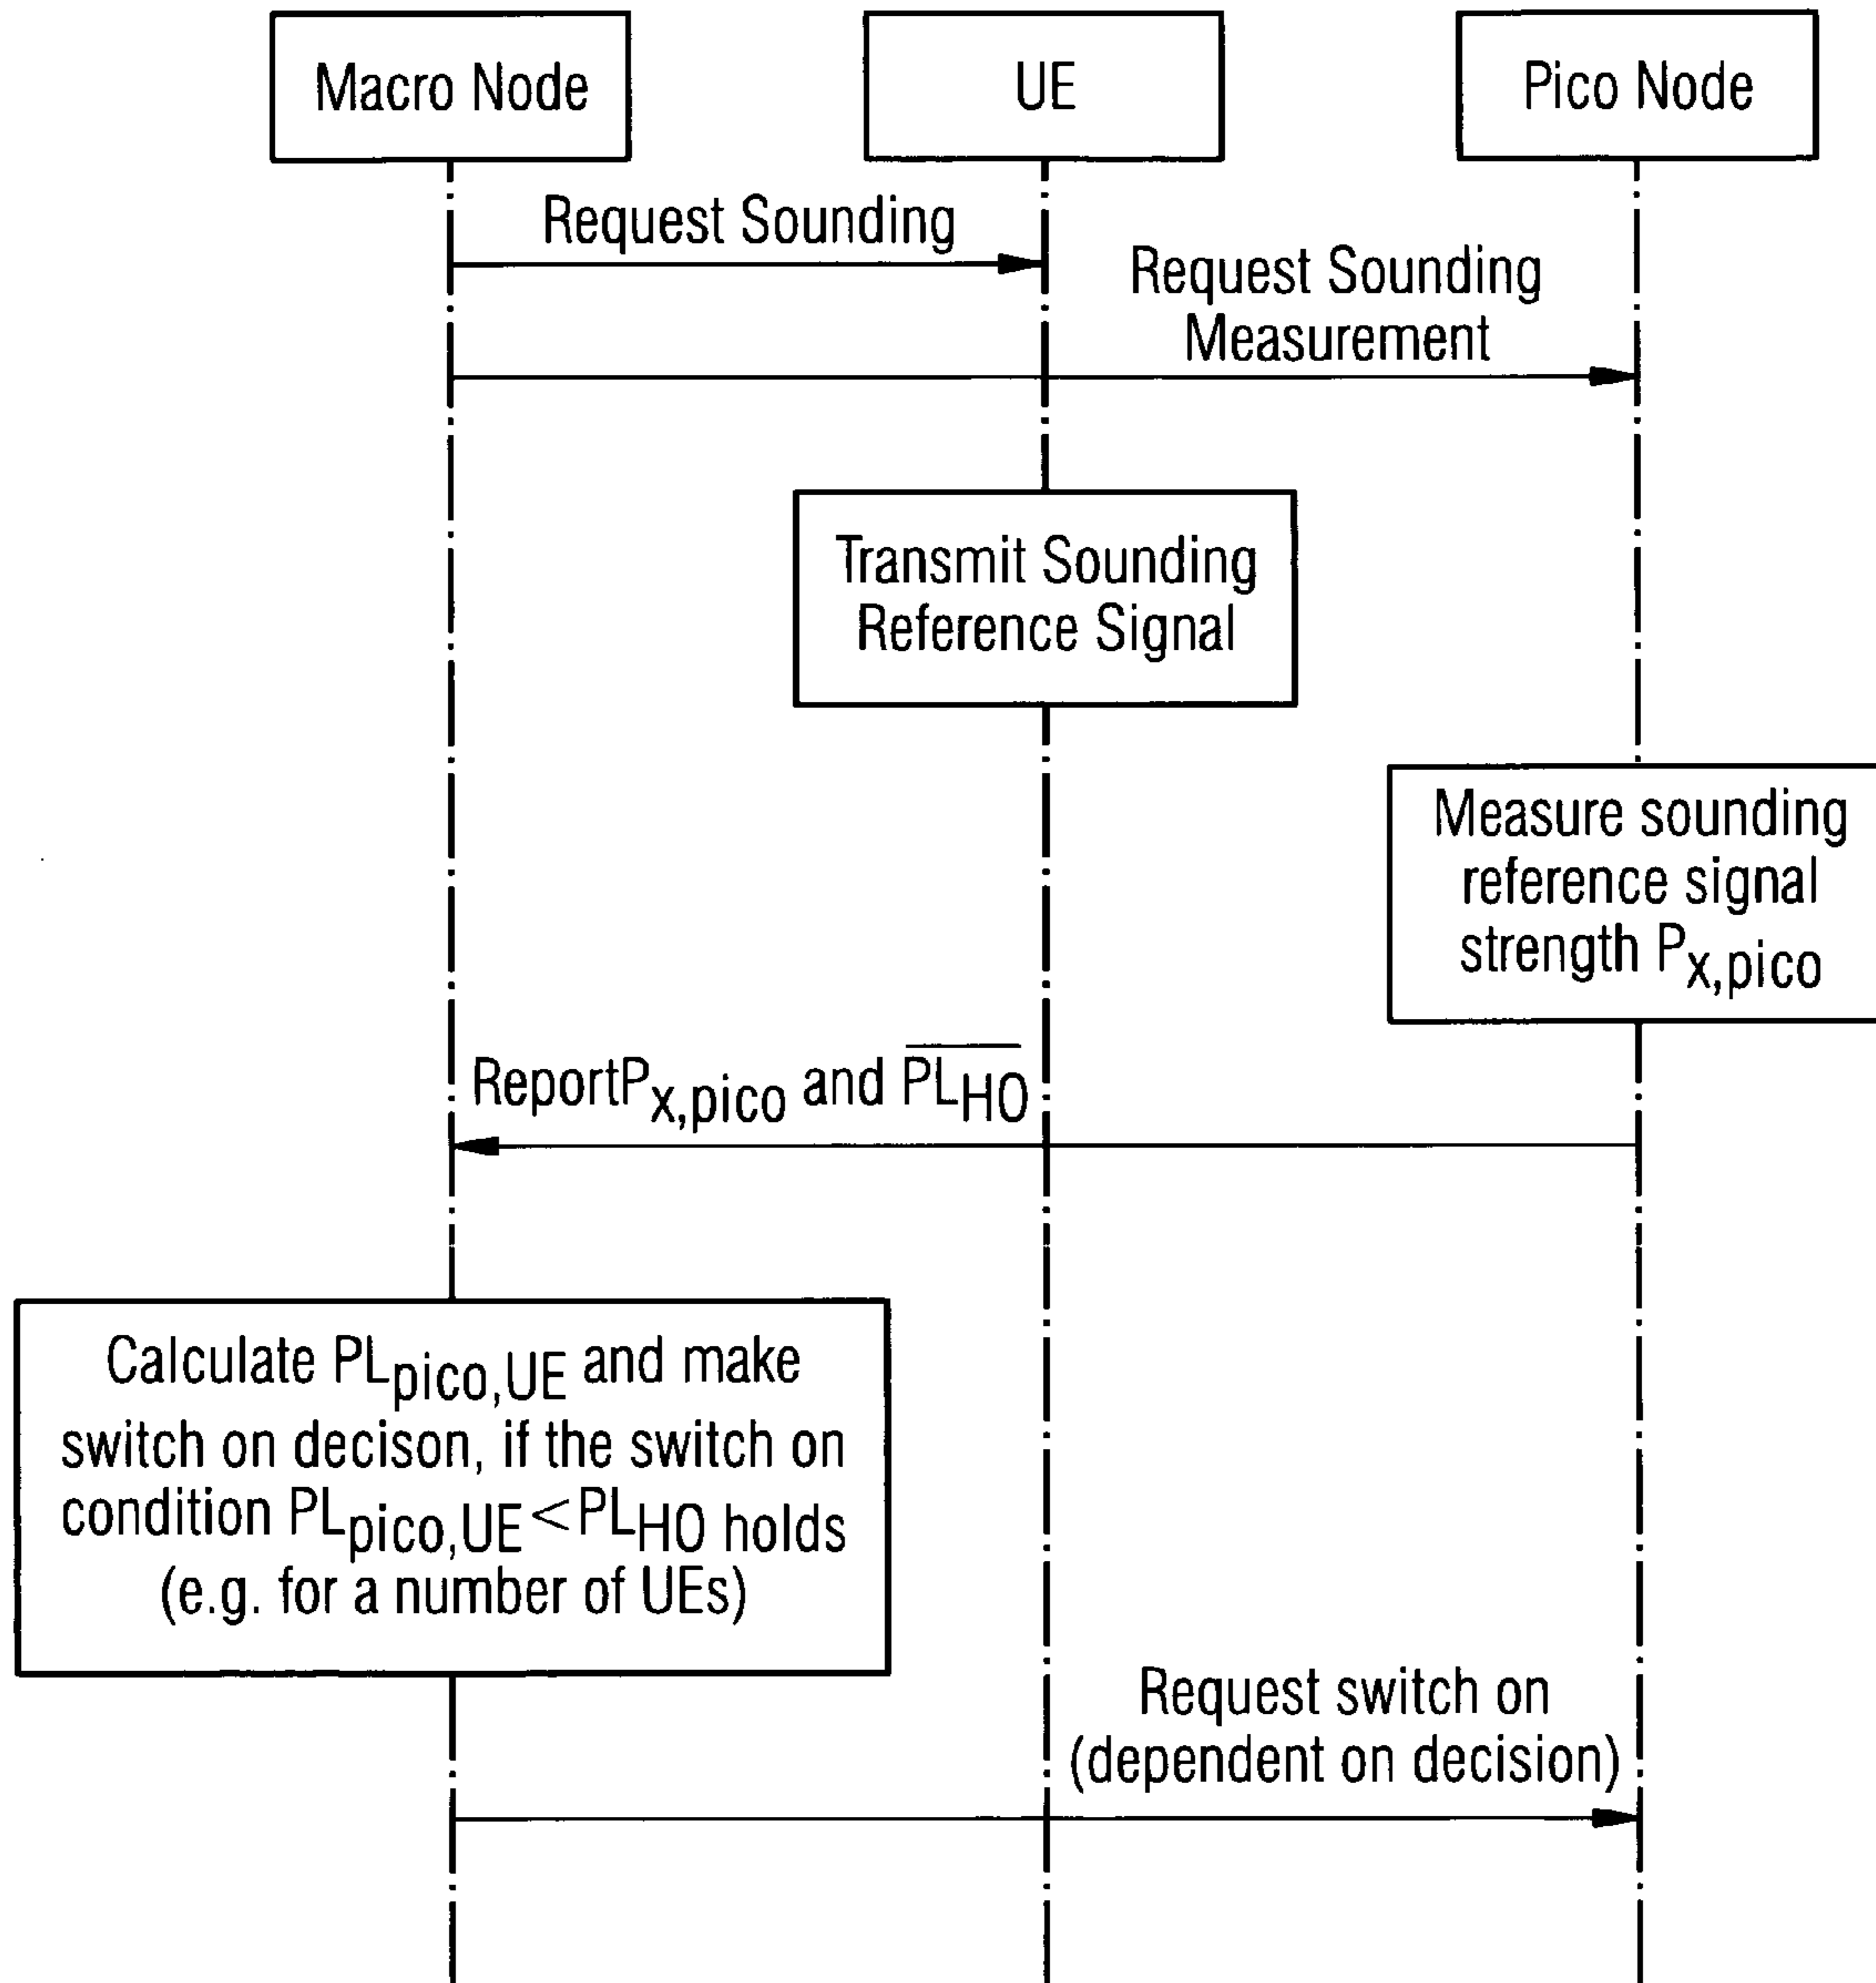 Macro Node
UE
Pico Node
Request Sounding
Request Sounding
Measurement
Transmit Sounding
Reference Signal
Measure sounding
reference signal
strength Px,pico
ReportPx,pico and P̅L̅H̅O̅
Calculate PLpico,UE and make
switch on decison, if the switch on
condition PLpico,UE<PLHO holds
(e.g. for a number of UEs)
Request switch on
(dependent on decision)